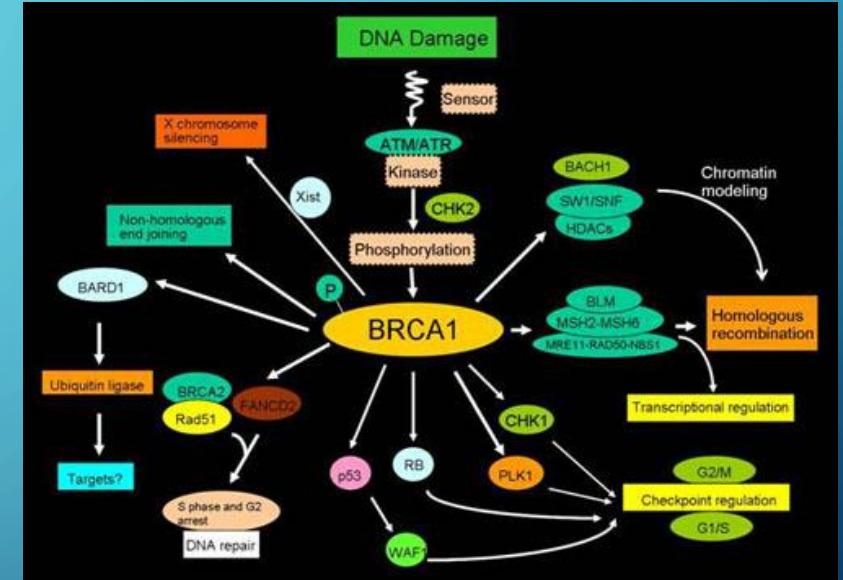 DNA Damage
Sensor
X chromosome
silencing
ATM/ATR
Kinase
BACH1
Chromatin
modeling
Xist
CHK2
SW1/SNF
HDACs
Non-homologous
end joining
Phosphorylation
BARD1
P
BRCA1
BLM
MSH2-MSH6
MRE11-RAD50-NBS1
Homologous
recombination
Ubiquitin ligase
BRCA2
FANCD2
Rad51
Transcriptional regulation
CHK1
Targets?
p53
RB
PLK1
G2/M
Checkpoint regulation
G1/S
S phase and G2
arrest
DNA repair
WAF1